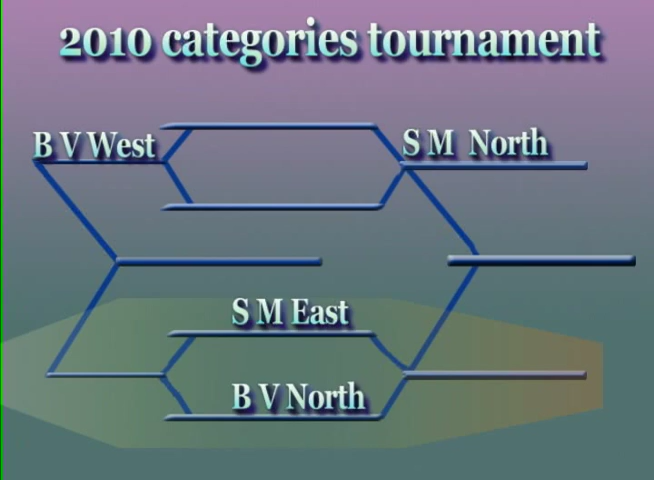 2010 categories tournament
B V West
S M North
S M East
B V North